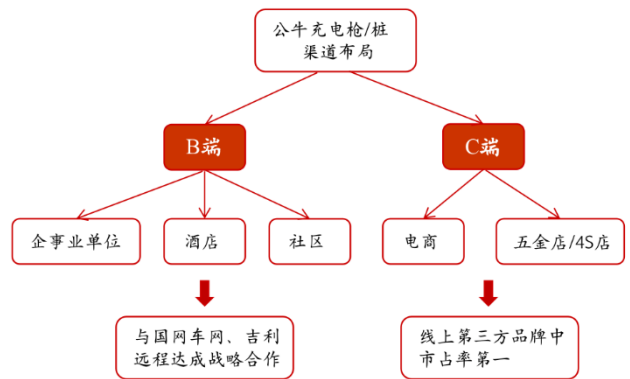 公牛充电枪/桩
渠道布局
B端
C端
企事业单位
酒店
社区
电商
五金店/4S店
与国网车网、吉利
远程达成战略合作
线上第三方品牌中
市占率第一